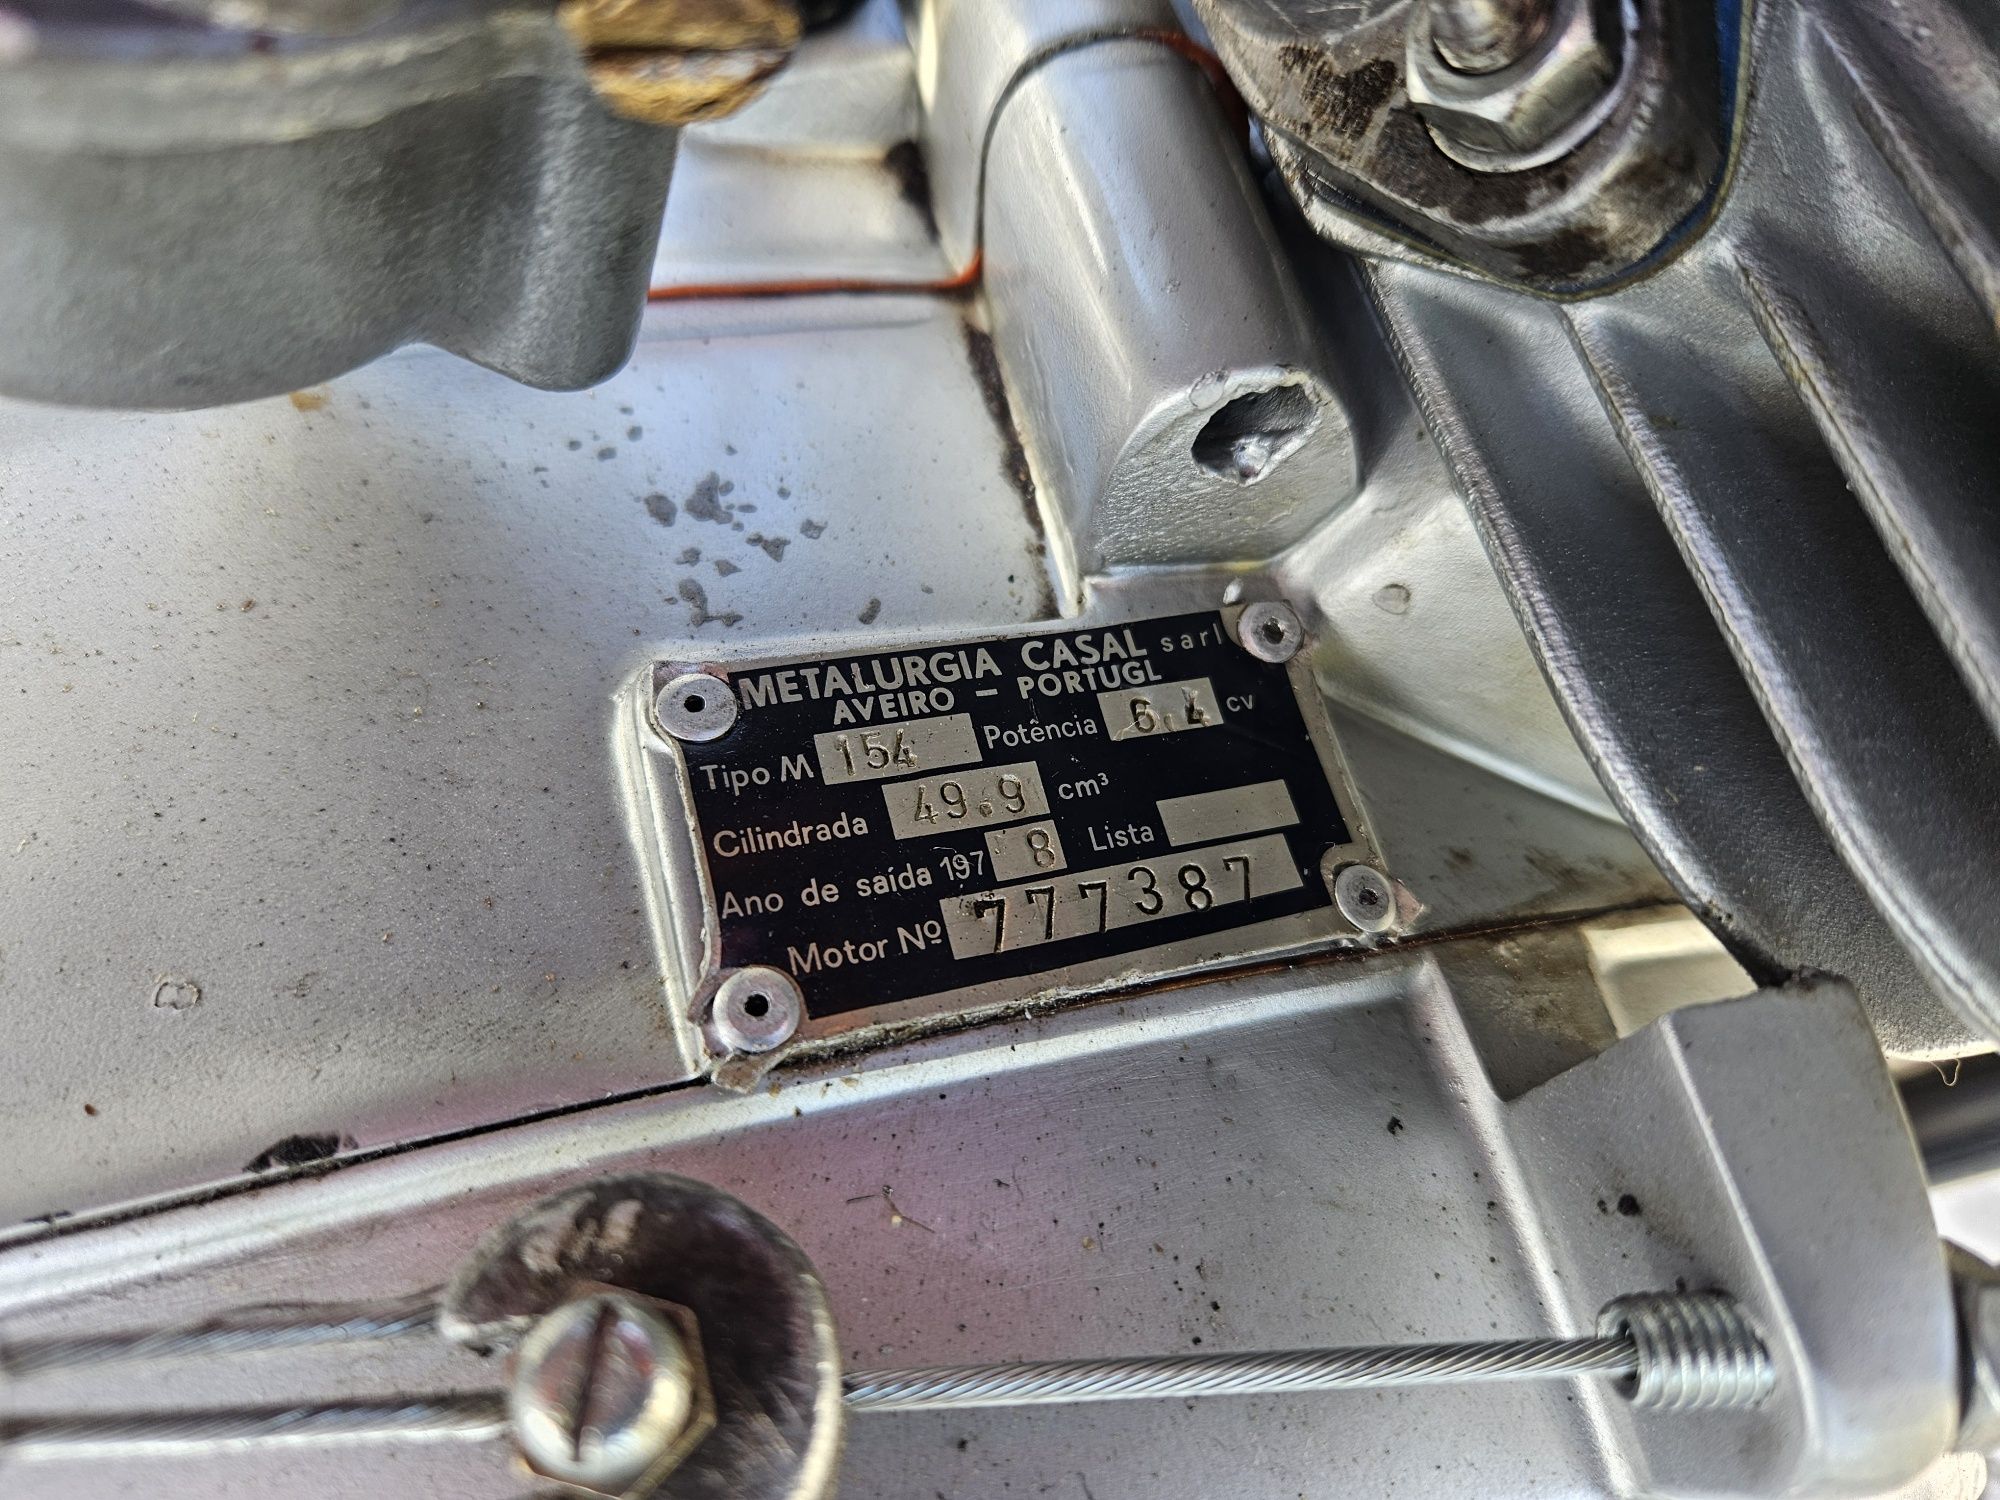 METALURGIA CASAL sarl
AVEIRO - PORTUGL
Tipo M 154 Potência 6.4 cv
Cilindrada 49.9 cm³
Ano de saída 197 8 Lista
Motor Nº 777387